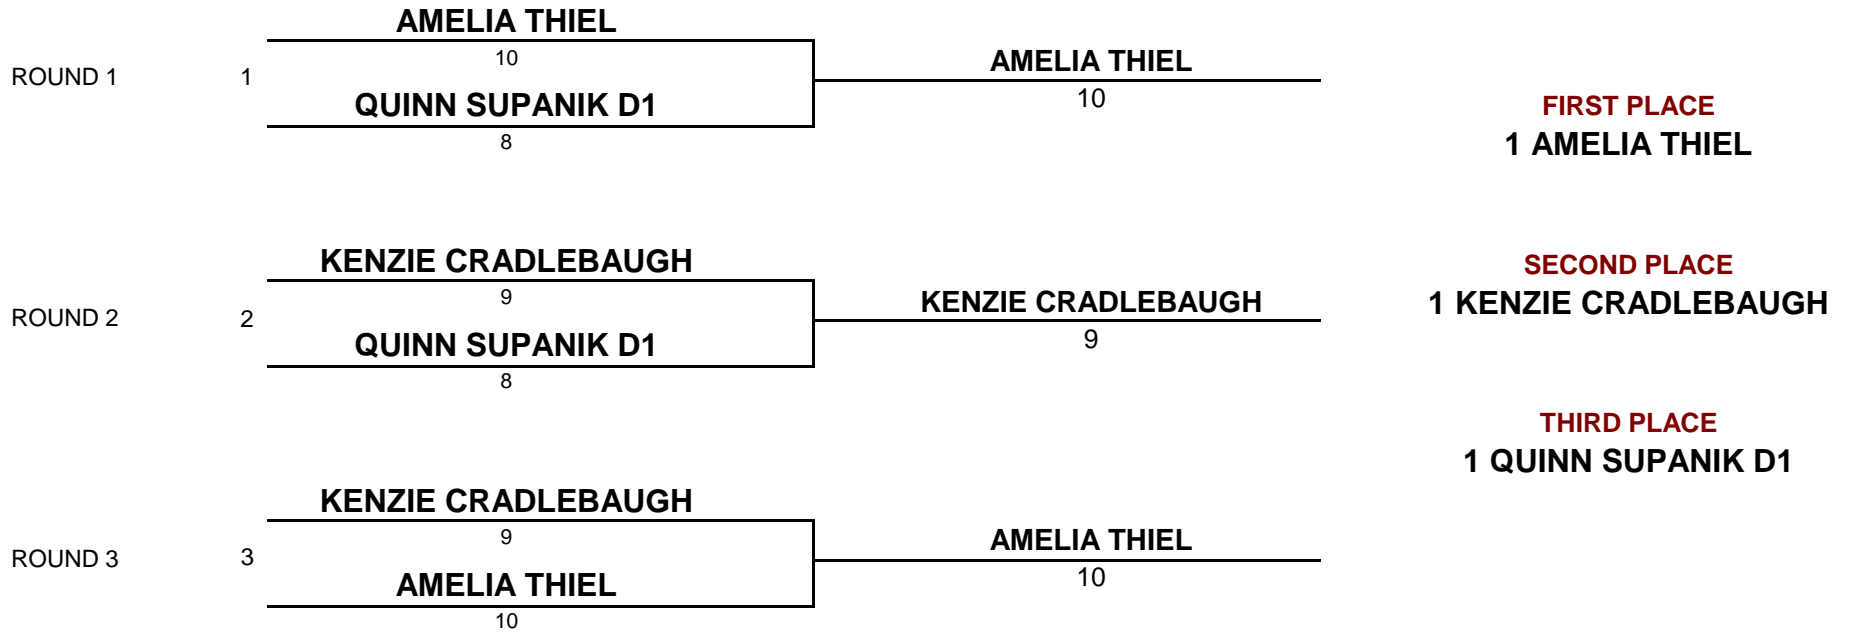 AMELIA THIEL
10
ROUND 1
1
QUINN SUPANIK D1
8
AMELIA THIEL
10
FIRST PLACE
1 AMELIA THIEL
KENZIE CRADLEBAUGH
9
ROUND 2
2
QUINN SUPANIK D1
8
KENZIE CRADLEBAUGH
9
SECOND PLACE
1 KENZIE CRADLEBAUGH
THIRD PLACE
1 QUINN SUPANIK D1
KENZIE CRADLEBAUGH
9
ROUND 3
3
AMELIA THIEL
10
AMELIA THIEL
10